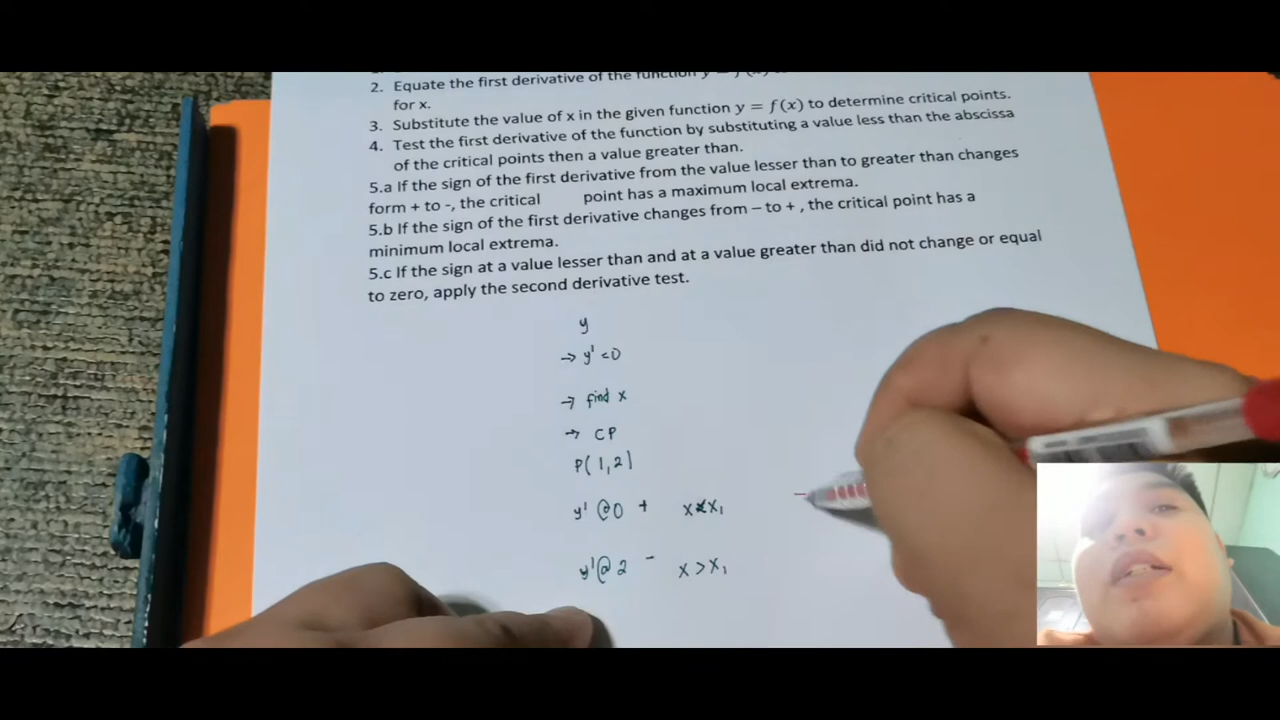 2. Equate the first derivative of the function y = f(x)
for x.
3. Substitute the value of x in the given function y = f(x) to determine critical points.
4. Test the first derivative of the function by substituting a value less than the abscissa
of the critical points then a value greater than.
5.a If the sign of the first derivative from the value lesser than to greater than changes
form + to -, the critical point has a maximum local extrema.
5.b If the sign of the first derivative changes from – to + , the critical point has a
minimum local extrema.
5.c If the sign at a value lesser than and at a value greater than did not change or equal
to zero, apply the second derivative test.
y
→ y' = 0
→ find x
→ CP
P(1,2)
y' @0 + x<x₁
y'@ 2 - x>x₁